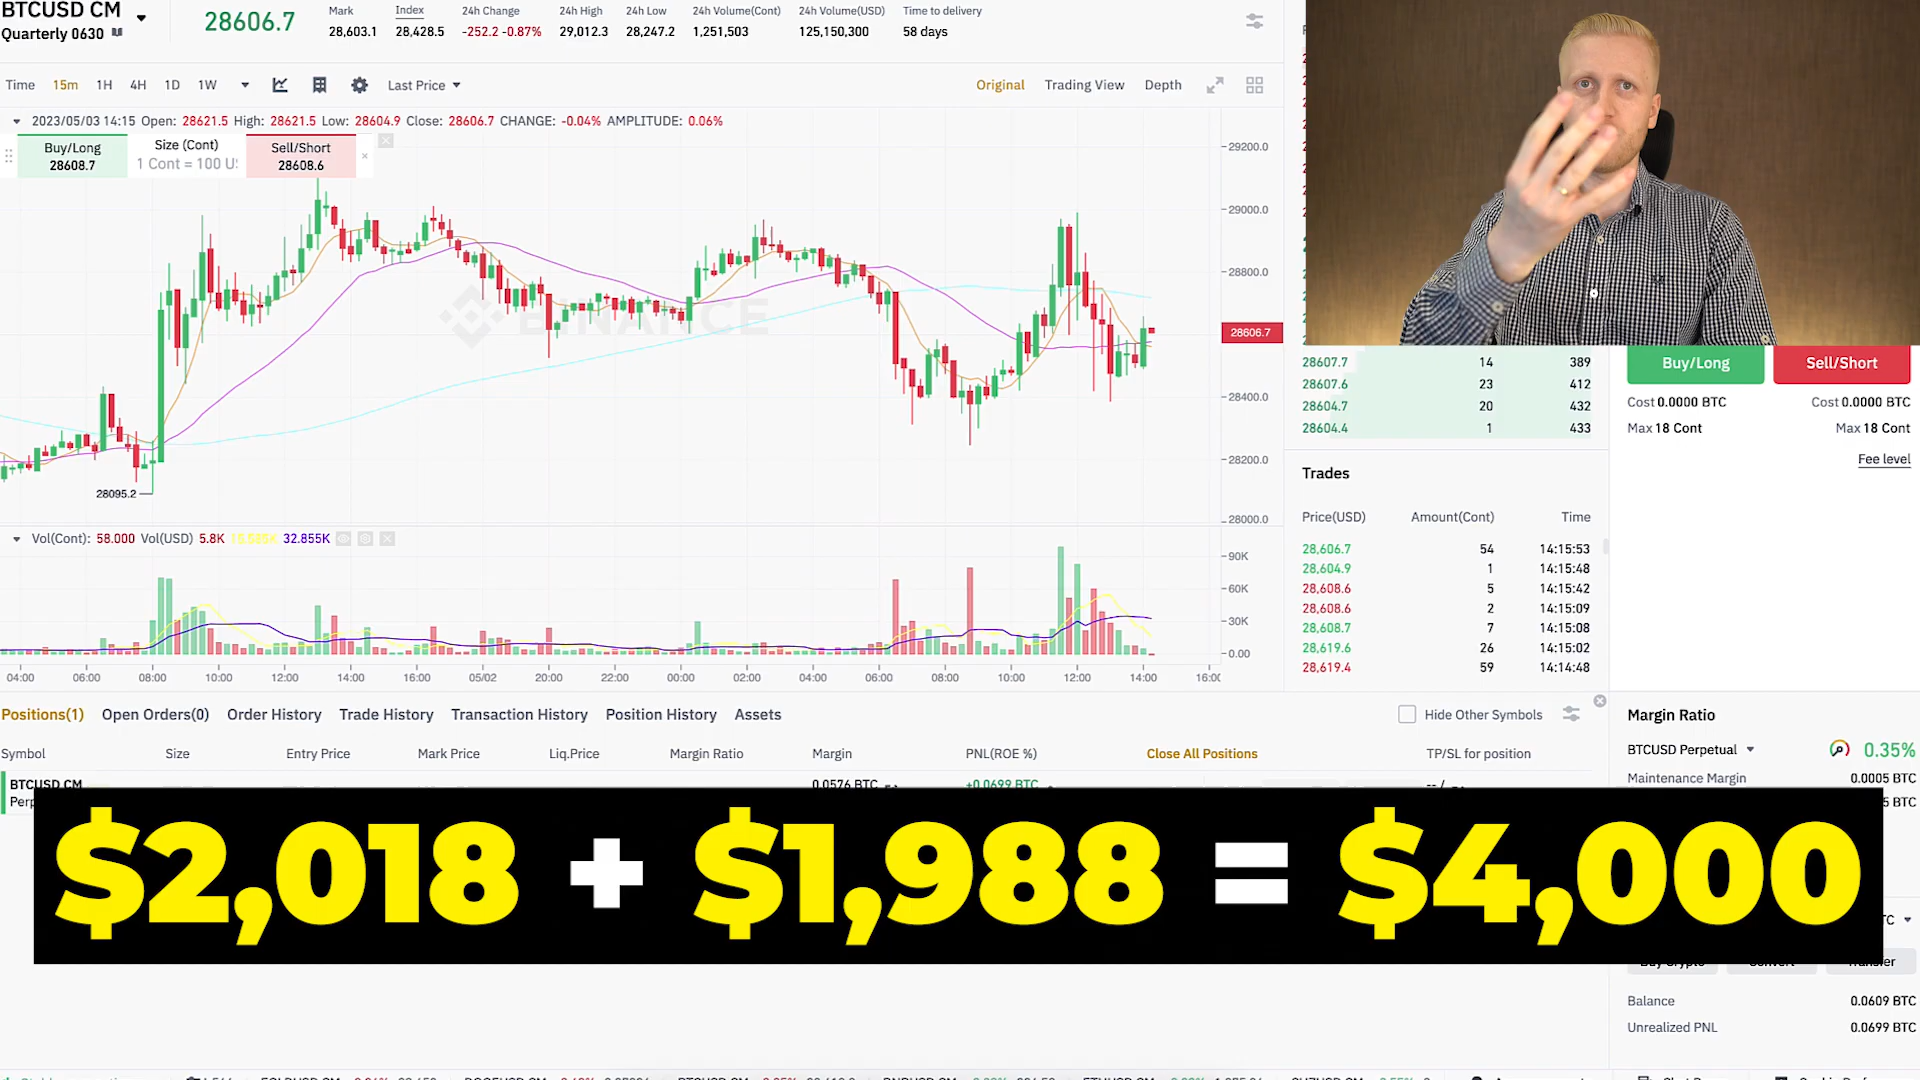 BTCUSD CM
Quarterly 0630
28606.7
Mark
28,603.1
Index
28,428.5
24h Change
-252.2 -0.87%
24h High
29,012.3
24h Low
28,247.2
24h Volume(Cont)
1,251,503
24h Volume(USD)
125,150,300
Time to delivery
58 days
Time 15m 1H 4H 1D 1W Last Price
Original Trading View Depth
2023/05/03 14:15 Open: 28621.5 High: 28621.5 Low: 28604.9 Close: 28606.7 CHANGE: -0.04% AMPLITUDE: 0.06%
Buy/Long
28608.7
Size (Cont)
1 Cont = 100 U
Sell/Short
28608.6
29200.0
29000.0
28800.0
28606.7
28400.0
28200.0
28000.0
BINANCE
28095.2
Vol(Cont): 58.000 Vol(USD) 5.8K 32.855K
90K
60K
30K
0.00
04:00 06:00 08:00 10:00 12:00 14:00 16:00 05/02 20:00 22:00 00:00 02:00 04:00 06:00 08:00 10:00 12:00 14:00 16:00
28607.7 14 389
28607.6 23 412
28604.7 20 432
28604.4 1 433
Trades
Price(USD) Amount(Cont) Time
28,606.7 54 14:15:53
28,604.9 1 14:15:48
28,608.6 5 14:15:42
28,608.6 2 14:15:09
28,608.7 7 14:15:08
28,619.6 26 14:15:02
28,619.4 59 14:14:48
Buy/Long Sell/Short
Cost 0.0000 BTC Cost 0.0000 BTC
Max 18 Cont Max 18 Cont
Fee level
Positions(1) Open Orders(0) Order History Trade History Transaction History Position History Assets
Hide Other Symbols
Symbol Size Entry Price Mark Price Liq.Price Margin Ratio Margin PNL(ROE %) Close All Positions TP/SL for position
BTCUSD CM 0.0576 BTC +0.0699 BTC
Margin Ratio
BTCUSD Perpetual 0.35%
Maintenance Margin 0.0005 BTC
$2,018 + $1,988 = $4,000
Buy Crypto Convert Transfer
Balance 0.0609 BTC
Unrealized PNL 0.0699 BTC